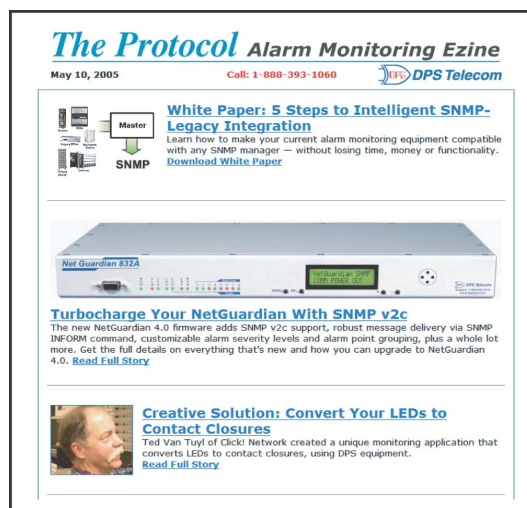 The Protocol Alarm Monitoring Ezine
May 10, 2005 Call: 1-888-393-1060 DPS DPS Telecom
White Paper: 5 Steps to Intelligent SNMP-
Legacy Integration
Learn how to make your current alarm monitoring equipment compatible
with any SNMP manager — without losing time, money or functionality.
Download White Paper
Master
SNMP
Net Guardian 832A
NetGuardian SNMP
COMM POWER OUT
DPS Telecom
Turbocharge Your NetGuardian With SNMP v2c
The new NetGuardian 4.0 firmware adds SNMP v2c support, robust message delivery via SNMP
INFORM command, customizable alarm severity levels and alarm point grouping, plus a whole lot
more. Get the full details on everything that's new and how you can upgrade to NetGuardian
4.0. Read Full Story
Creative Solution: Convert Your LEDs to
Contact Closures
Ted Van Tuyl of Click! Network created a unique monitoring application that
converts LEDs to contact closures, using DPS equipment.
Read Full Story